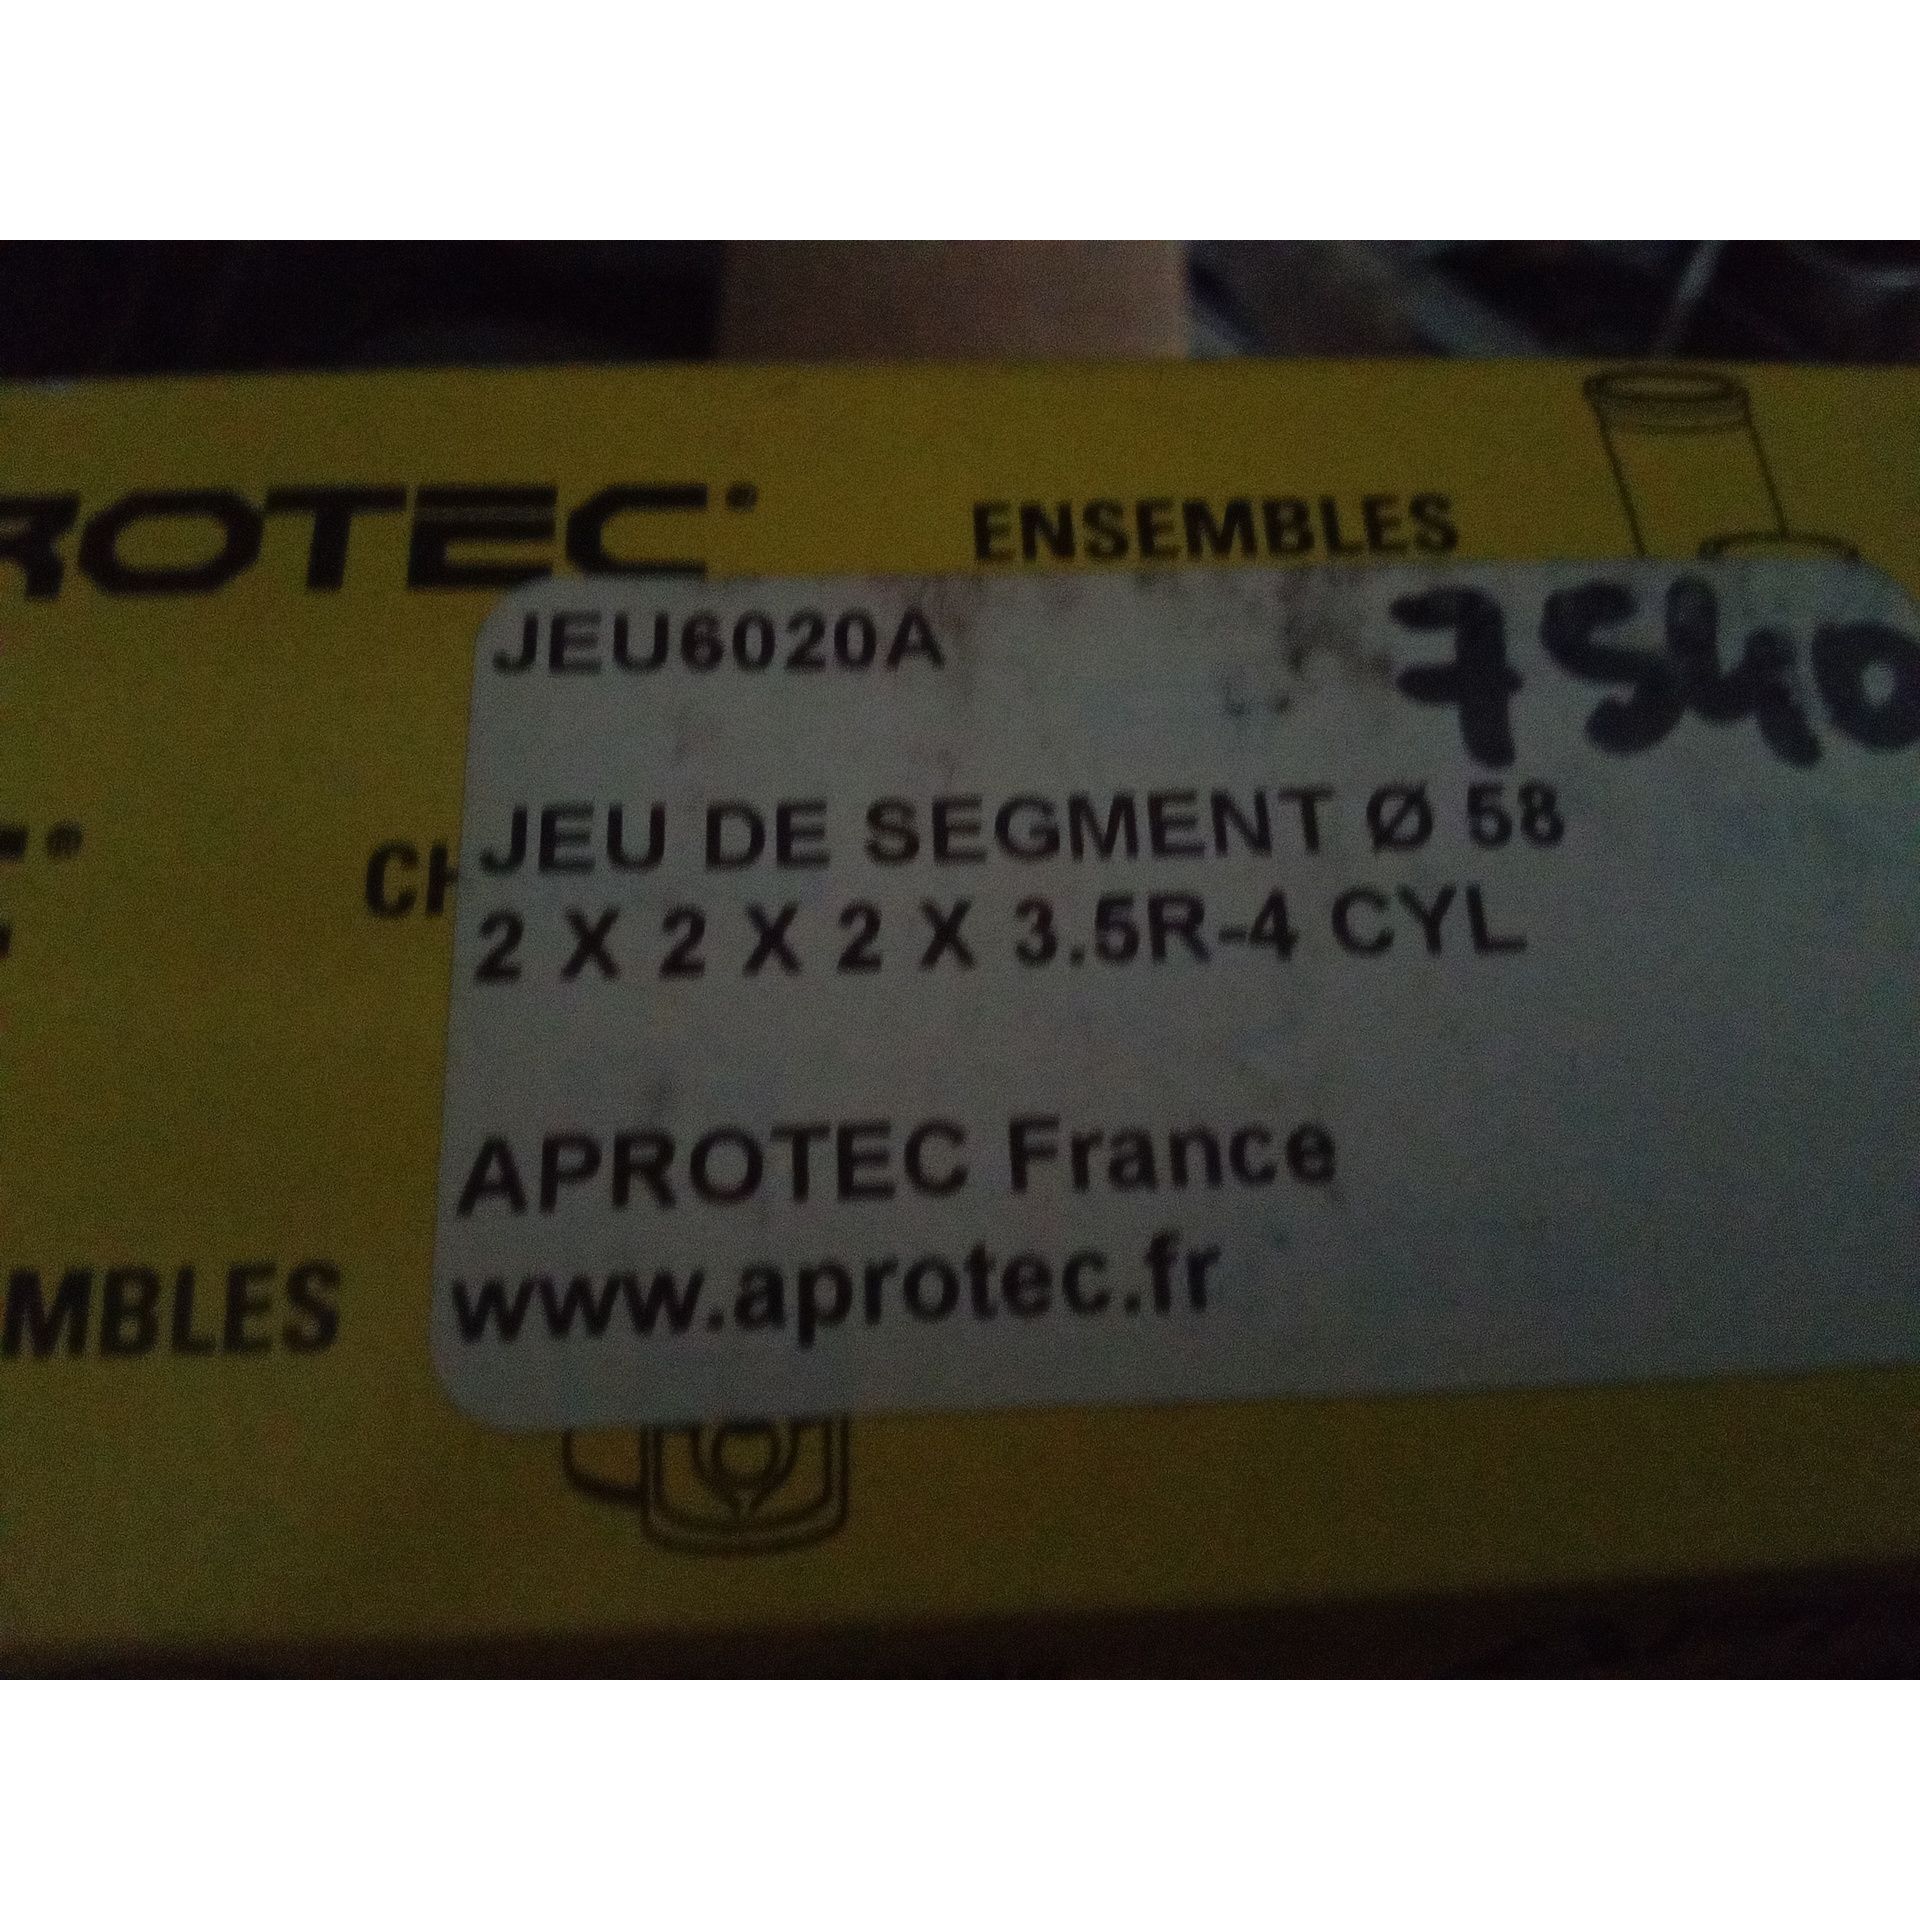 ROTEC®
ENSEMBLES
JEU6020A
7540
JEU DE SEGMENT Ø 58
CH
2 X 2 X 2 X 3.5R-4 CYL
APROTEC France
www.aprotec.fr
MBLES